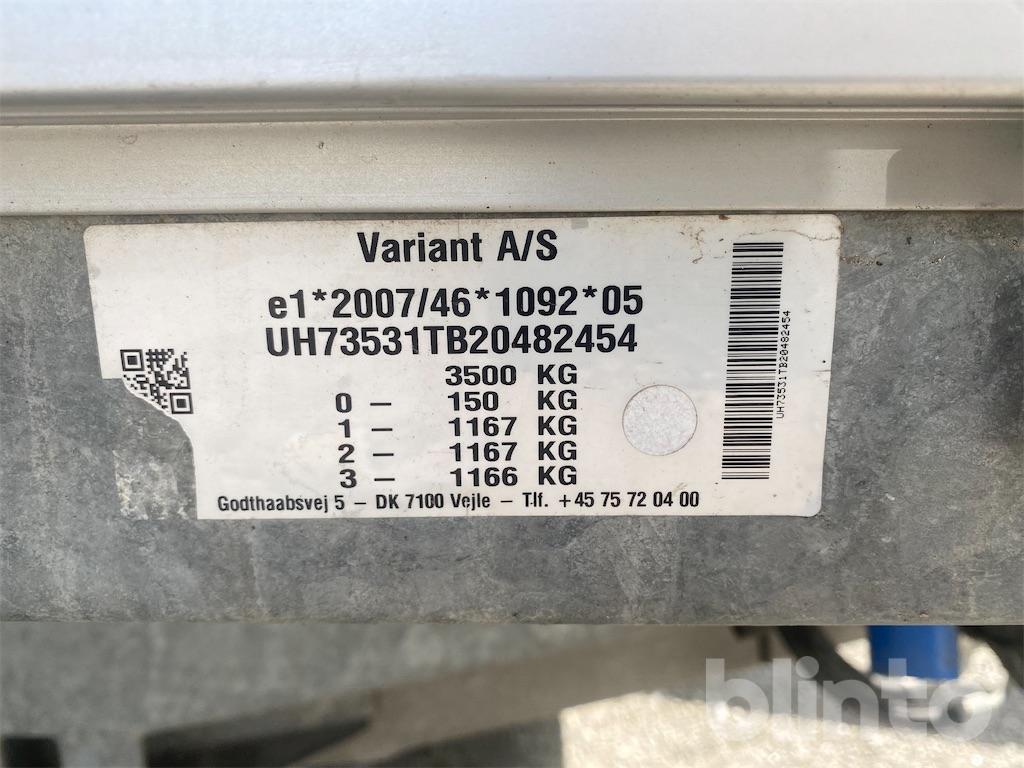 Variant A/S
e1*2007/46*1092*05
UH73531TB20482454
3500 KG
0 – 150 KG
1 – 1167 KG
2 – 1167 KG
3 – 1166 KG
Godthaabsvej 5 – DK 7100 Vejle – Tlf. +45 75 72 04 00
UH73531TB20482454
blinto